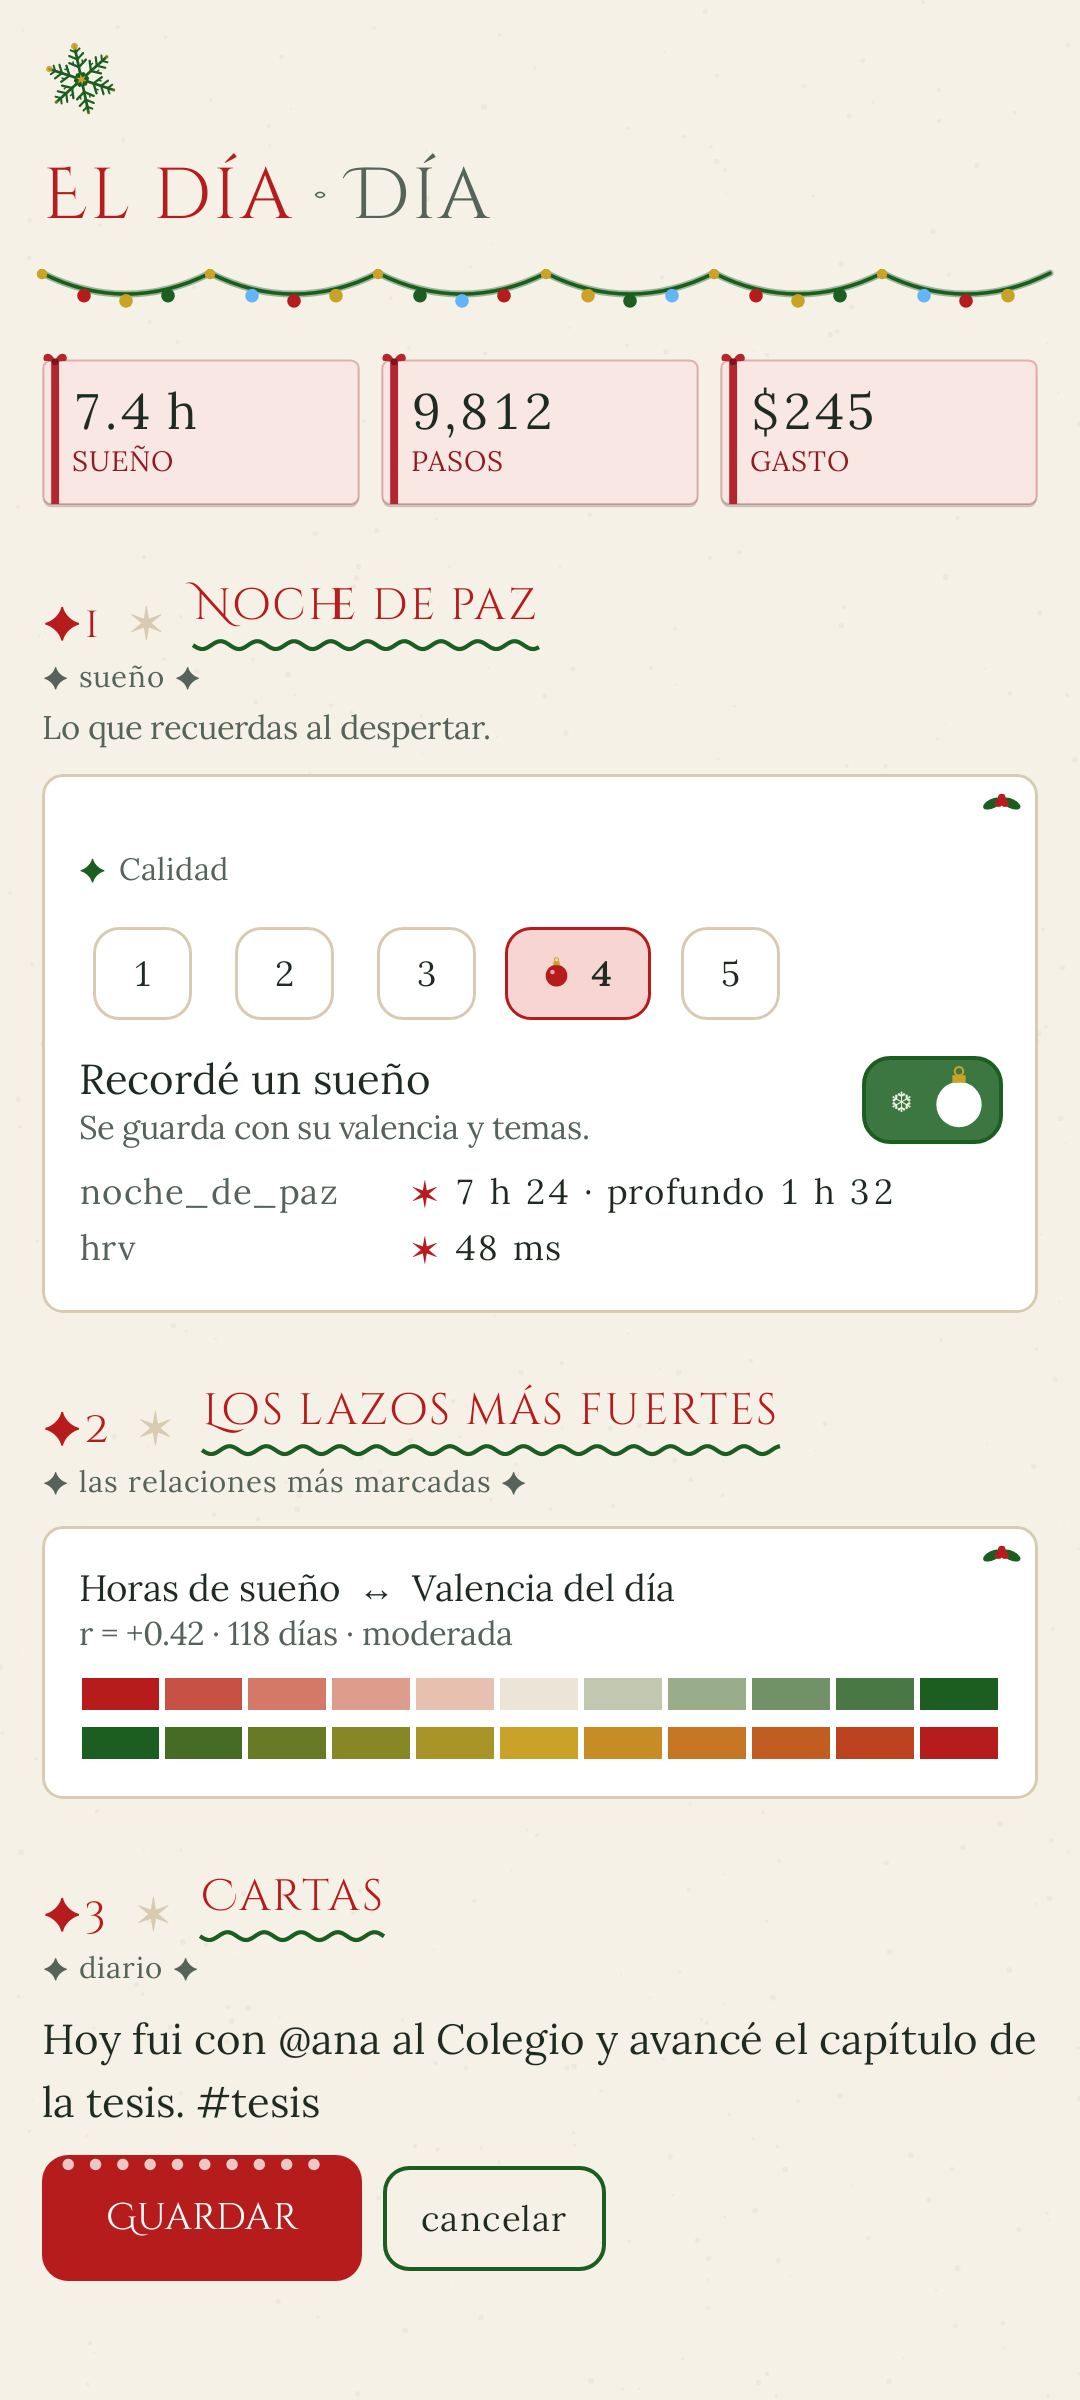 El día · Día
7.4 h
SUEÑO
9,812
PASOS
$245
GASTO
1 Noche de paz
sueño
Lo que recuerdas al despertar.
Calidad
1 2 3 4 5
Recordé un sueño
Se guarda con su valencia y temas.
noche_de_paz 7 h 24 · profundo 1 h 32
hrv 48 ms
2 Los lazos más fuertes
las relaciones más marcadas
Horas de sueño ↔ Valencia del día
r = +0.42 · 118 días · moderada
3 Cartas
diario
Hoy fui con @ana al Colegio y avancé el capítulo de
la tesis. #tesis
Guardar
cancelar